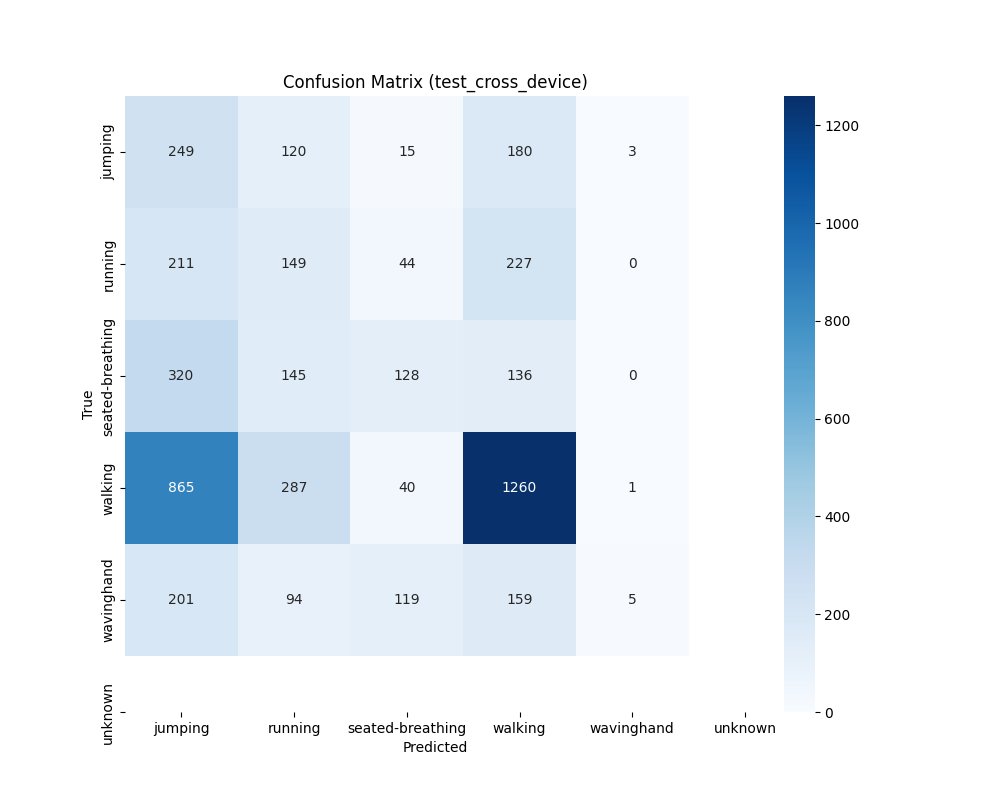 Confusion Matrix (test_cross_device)
True
jumping 249 120 15 180 3
running 211 149 44 227 0
seated-breathing 320 145 128 136 0
walking 865 287 40 1260 1
wavinghand 201 94 119 159 5
unknown
jumping running seated-breathing walking wavinghand unknown
Predicted
1200
1000
800
600
400
200
0